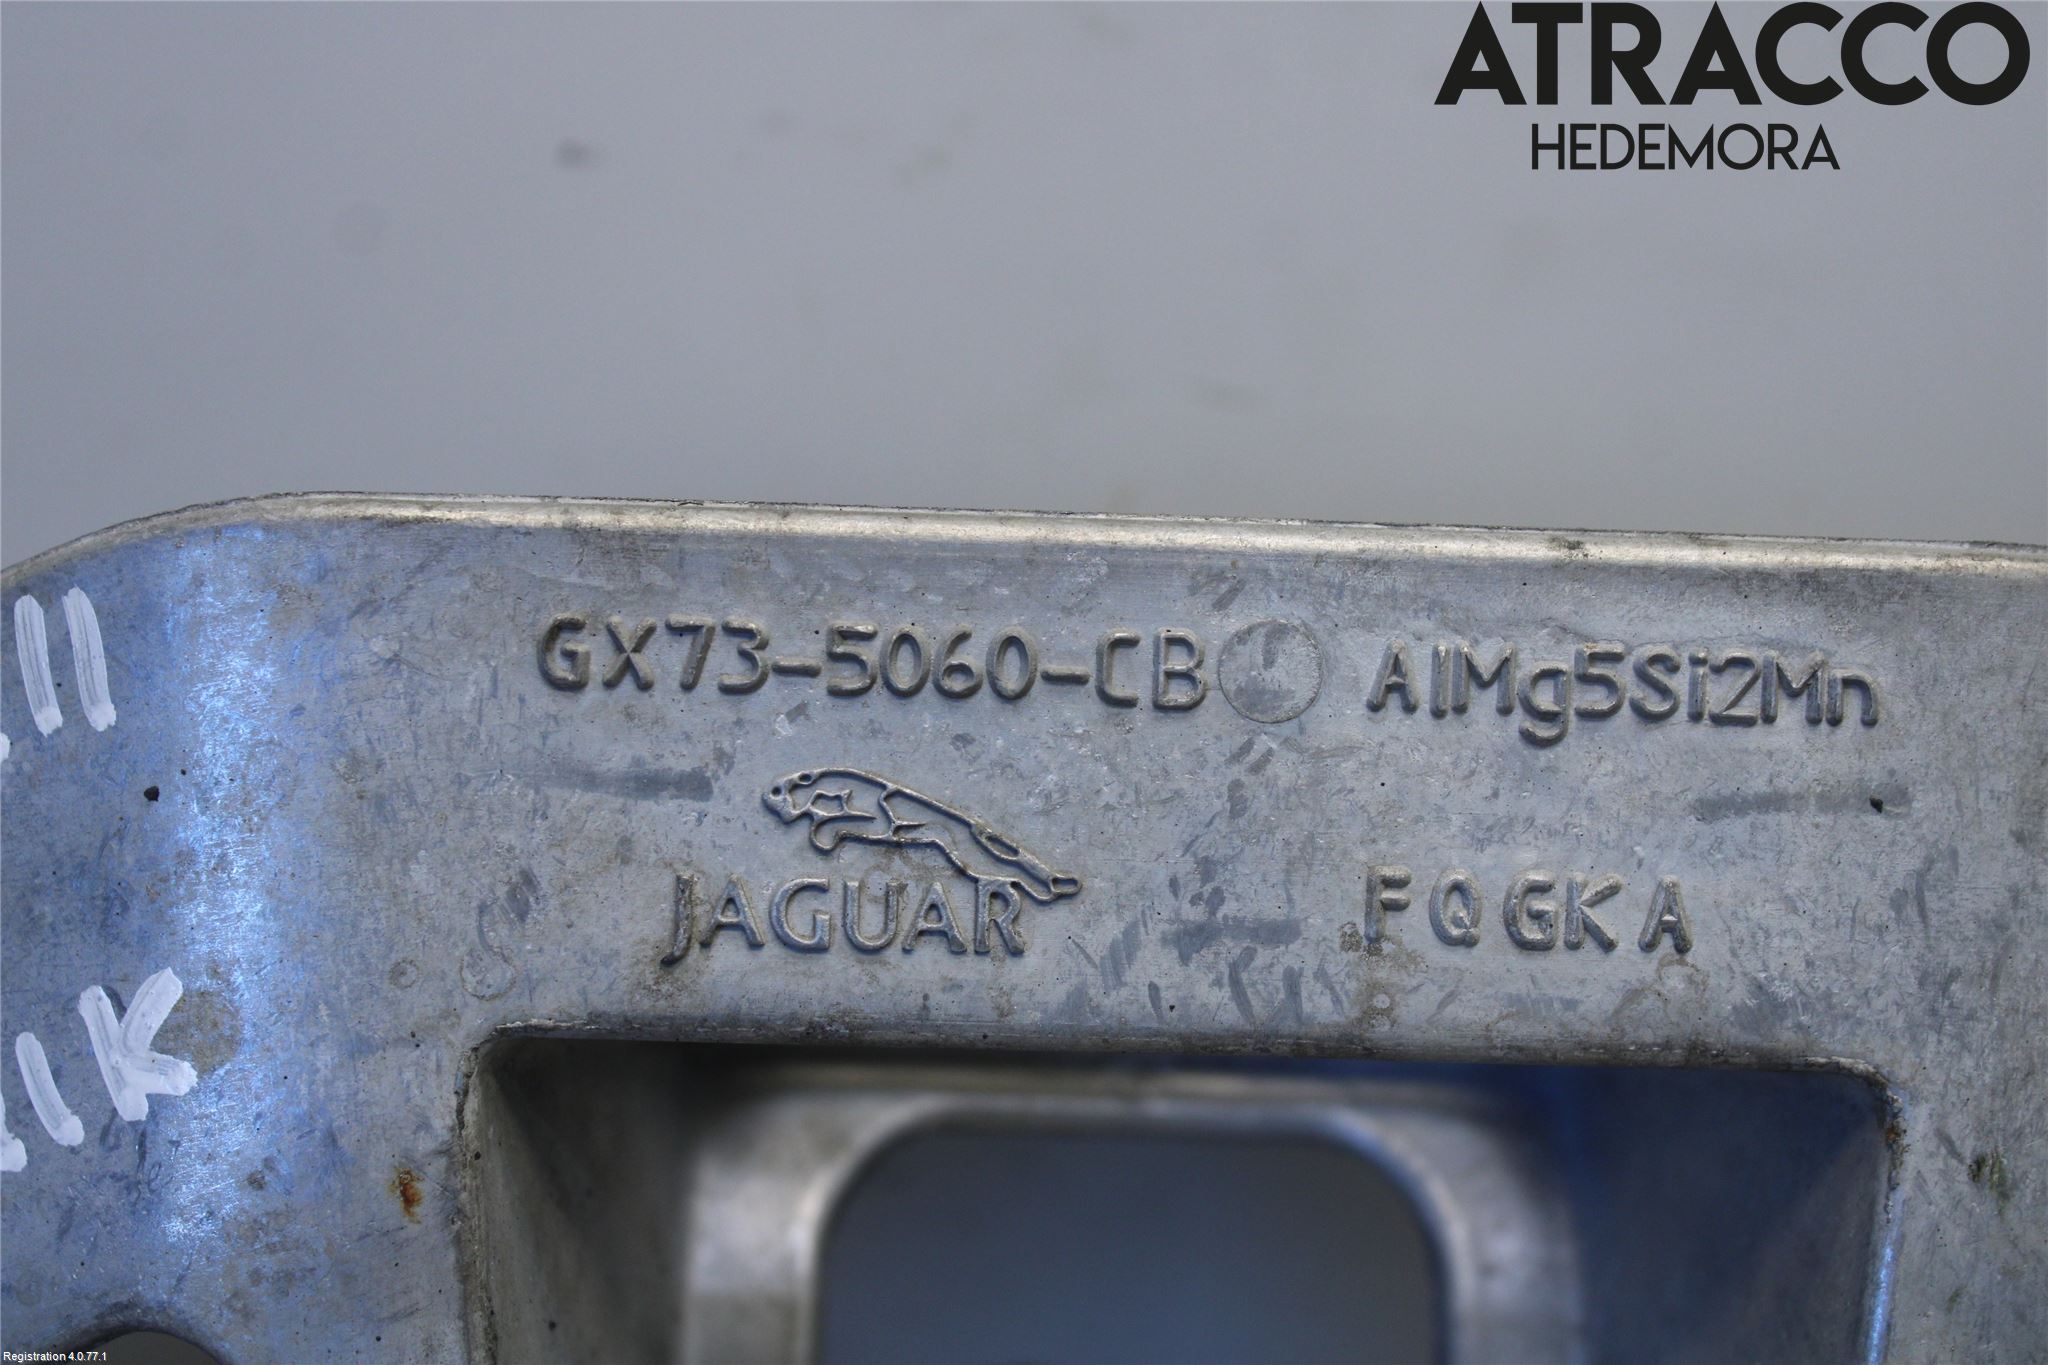 ATRACCO
HEDEMORA
GX73-5060-CB AlMg5Si2Mn
JAGUAR FQGKA
Registration 4.0.77.1